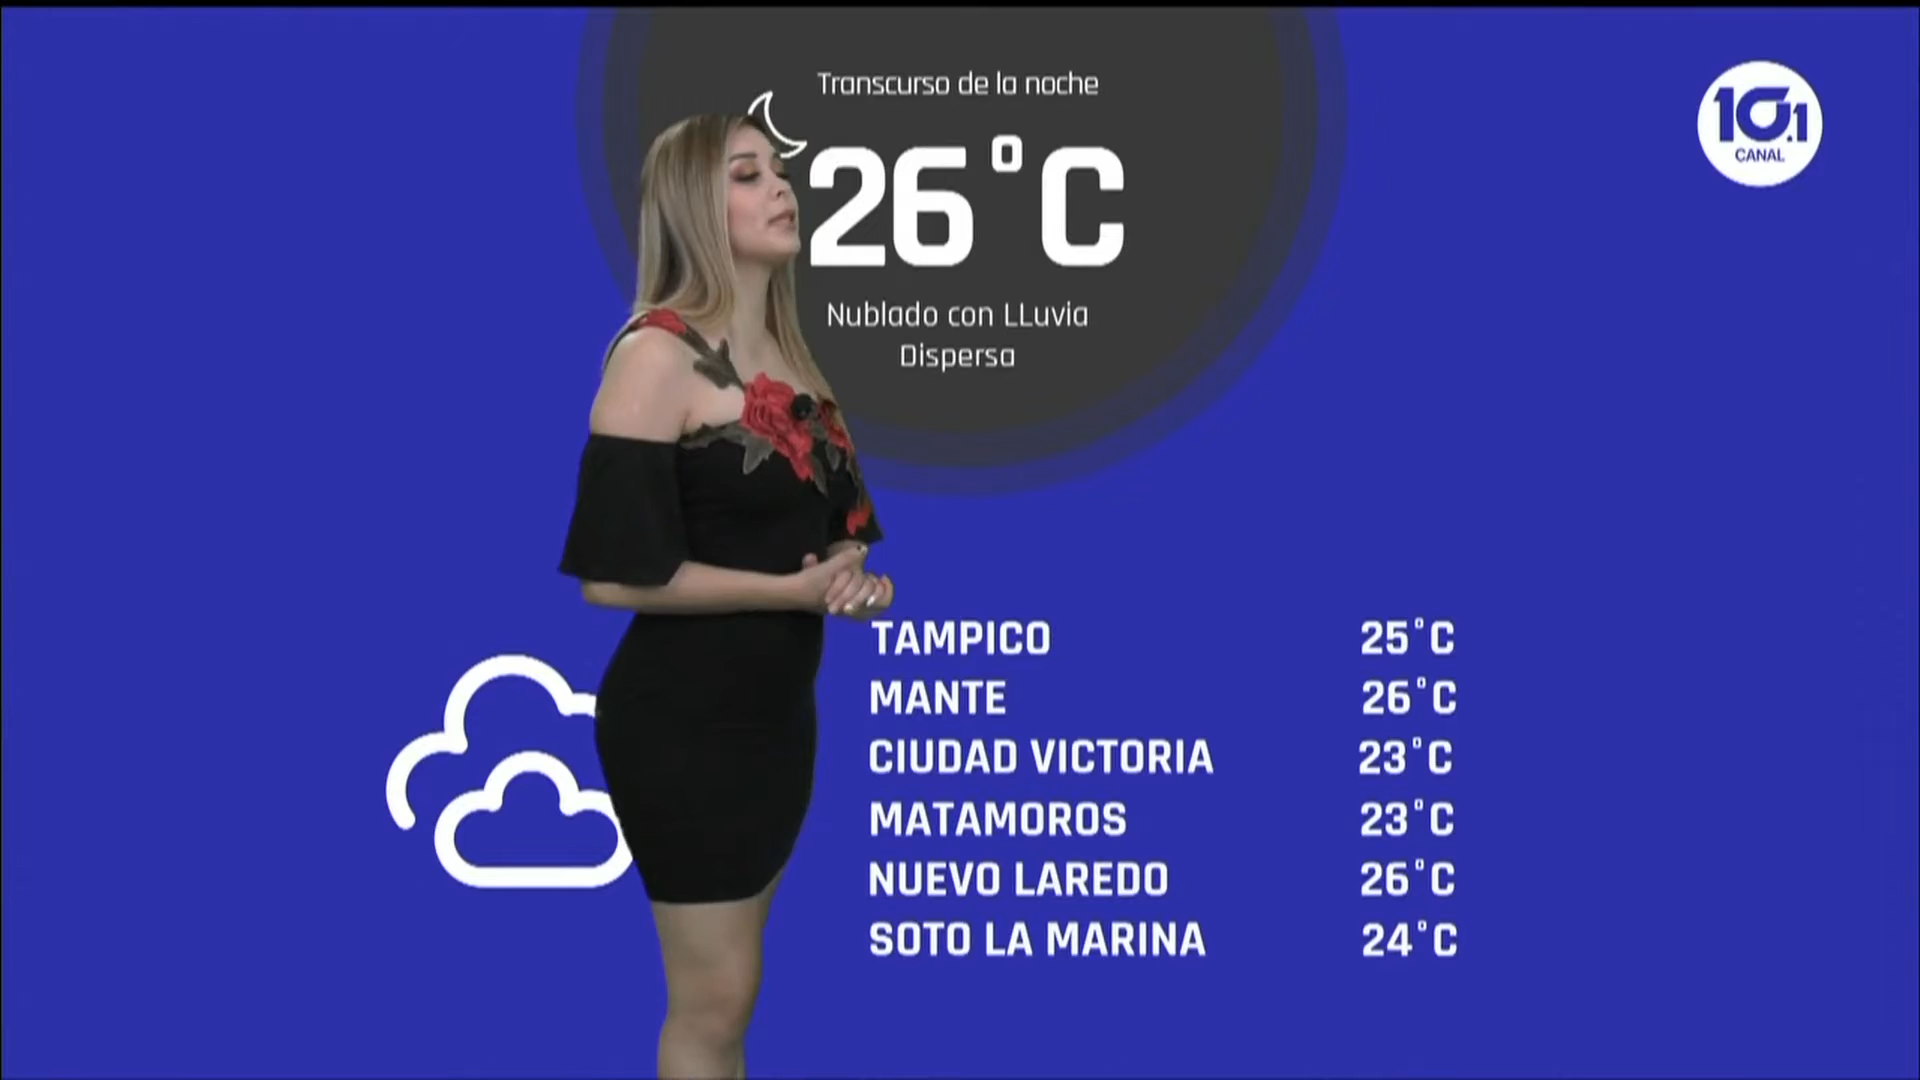 Transcurso de la noche
26°C
Nublado con LLuvia
Dispersa
10.1
CANAL
TAMPICO 25°C
MANTE 26°C
CIUDAD VICTORIA 23°C
MATAMOROS 23°C
NUEVO LAREDO 26°C
SOTO LA MARINA 24°C